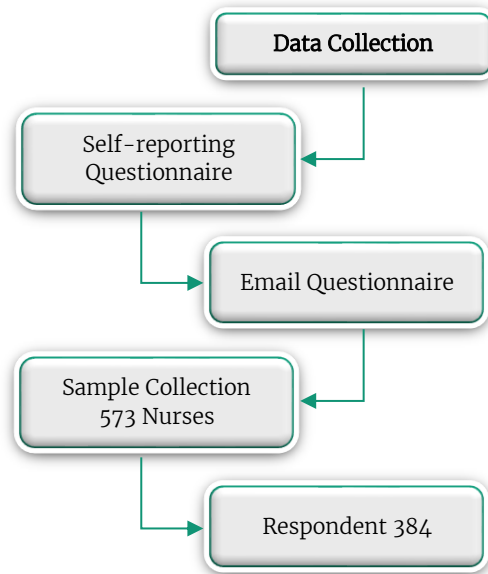 Data Collection
Self-reporting
Questionnaire
Email Questionnaire
Sample Collection
573 Nurses
Respondent 384